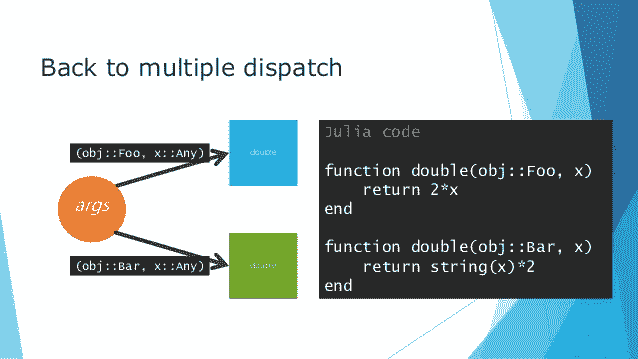 Back to multiple dispatch
(obj::Foo, x::Any)
double
args
(obj::Bar, x::Any)
double
Julia code
function double(obj::Foo, x)
return 2*x
end
function double(obj::Bar, x)
return string(x)*2
end